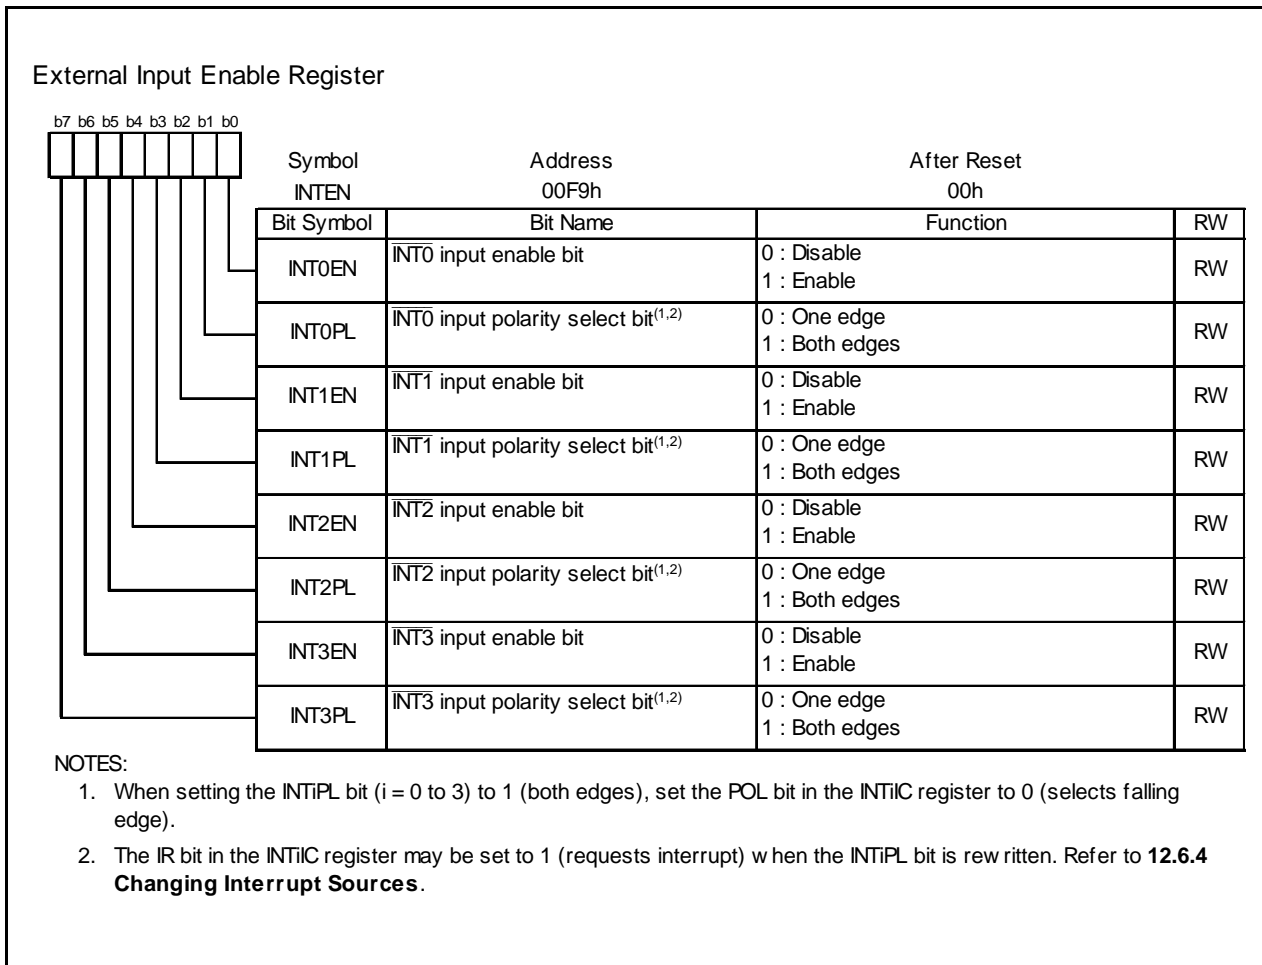 External Input Enable Register
b7 b6 b5 b4 b3 b2 b1 b0
Symbol Address After Reset
INTEN 00F9h 00h
Bit Symbol Bit Name Function RW
INT0EN INT0 input enable bit 0 : Disable RW
1 : Enable
INT0PL INT0 input polarity select bit(1,2) 0 : One edge RW
1 : Both edges
INT1EN INT1 input enable bit 0 : Disable RW
1 : Enable
INT1PL INT1 input polarity select bit(1,2) 0 : One edge RW
1 : Both edges
INT2EN INT2 input enable bit 0 : Disable RW
1 : Enable
INT2PL INT2 input polarity select bit(1,2) 0 : One edge RW
1 : Both edges
INT3EN INT3 input enable bit 0 : Disable RW
1 : Enable
INT3PL INT3 input polarity select bit(1,2) 0 : One edge RW
1 : Both edges
NOTES:
1. When setting the INTiPL bit (i = 0 to 3) to 1 (both edges), set the POL bit in the INTiIC register to 0 (selects falling
edge).
2. The IR bit in the INTiIC register may be set to 1 (requests interrupt) when the INTiPL bit is rewritten. Refer to 12.6.4
Changing Interrupt Sources.